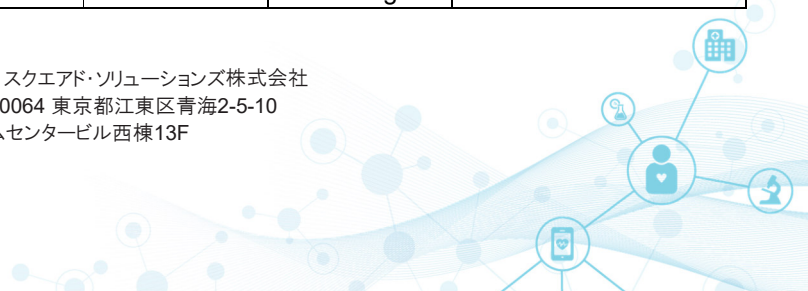 スクエアド・ソリューションズ株式会社
0064 東京都江東区青海2-5-10
ムセンタービル西棟13F